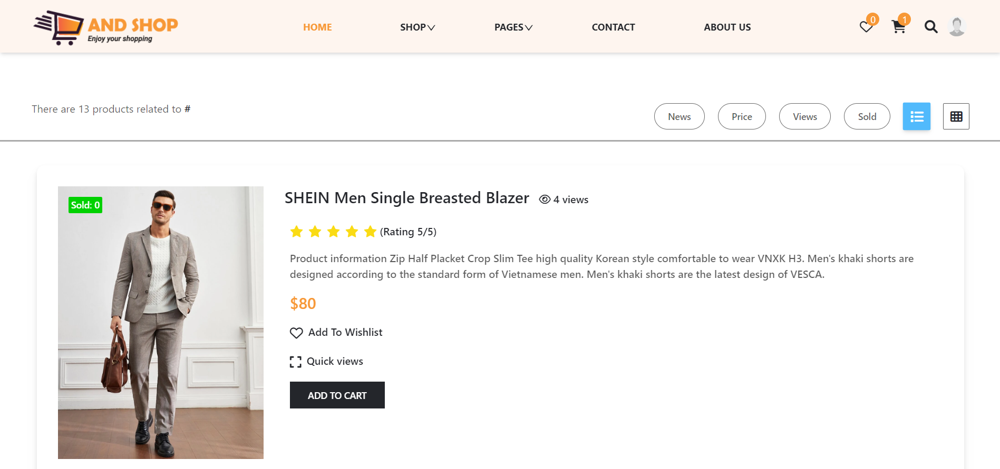 AND SHOP
Enjoy your shopping
HOME
SHOP
PAGES
CONTACT
ABOUT US
0
1
There are 13 products related to #
News
Price
Views
Sold
Sold: 0
SHEIN Men Single Breasted Blazer
4 views
(Rating 5/5)
Product information Zip Half Placket Crop Slim Tee high quality Korean style comfortable to wear VNXK H3. Men's khaki shorts are
designed according to the standard form of Vietnamese men. Men's khaki shorts are the latest design of VESCA.
$80
Add To Wishlist
Quick views
ADD TO CART